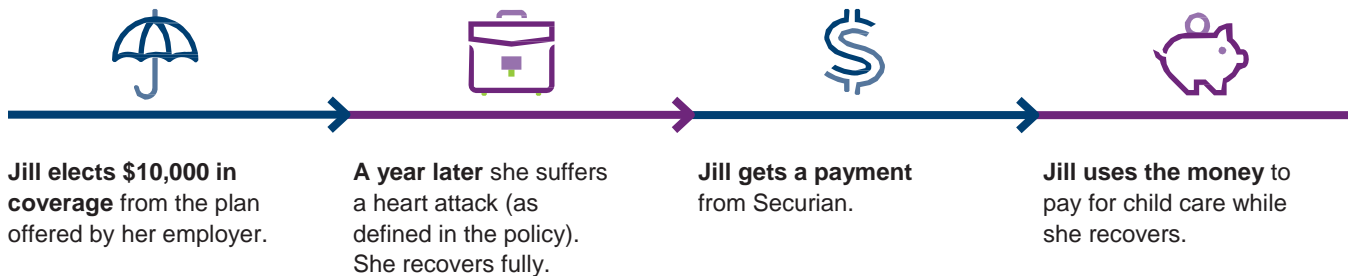 Jill elects $10,000 in
coverage from the plan
offered by her employer.
A year later she suffers
a heart attack (as
defined in the policy).
She recovers fully.
Jill gets a payment
from Securian.
Jill uses the money to
pay for child care while
she recovers.